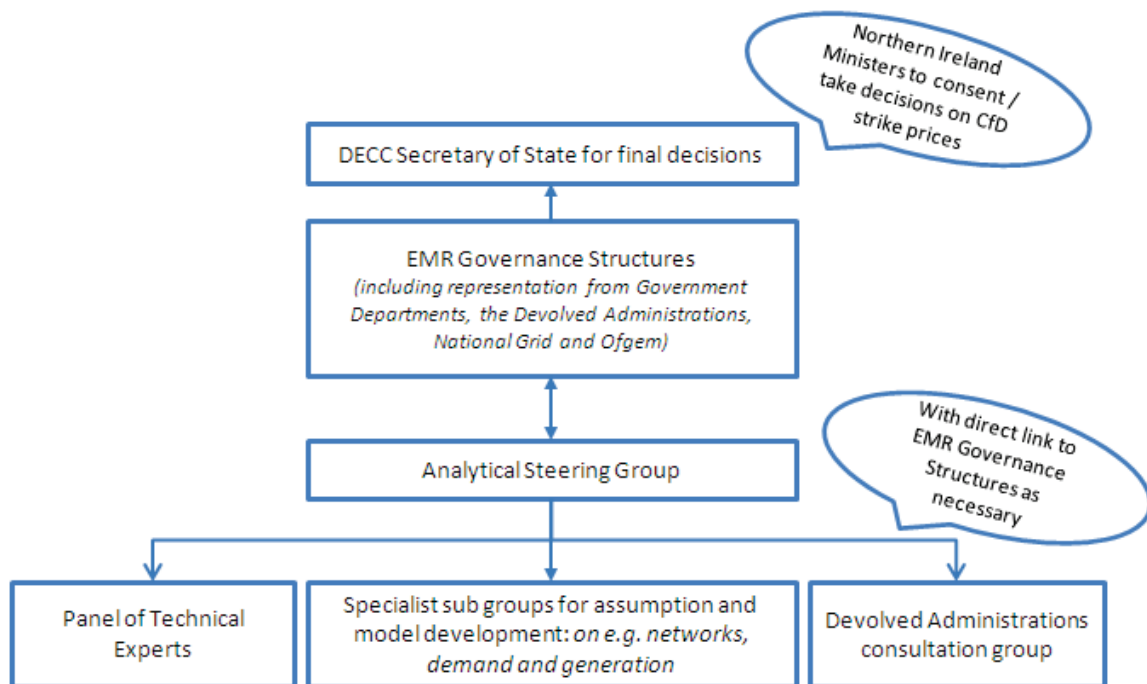 Northern Ireland
Ministers to consent /
take decisions on CfD
strike prices
DECC Secretary of State for final decisions
EMR Governance Structures
(including representation from Government
Departments, the Devolved Administrations,
National Grid and Ofgem)
With direct link to
EMR Governance
Structures as
necessary
Analytical Steering Group
Panel of Technical
Experts
Specialist sub groups for assumption and
model development: on e.g. networks,
demand and generation
Devolved Administrations
consultation group